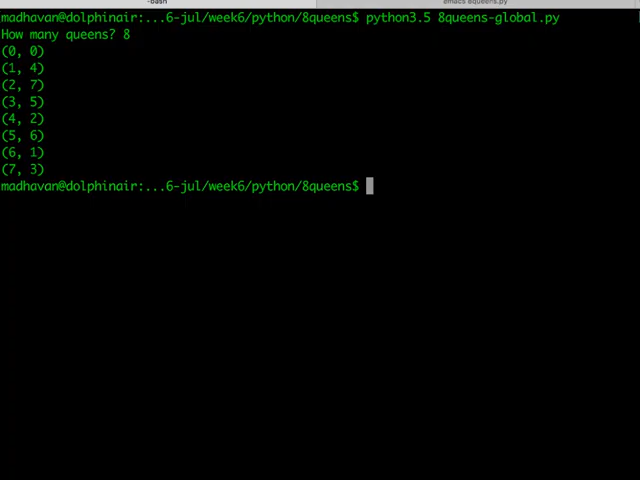 -bash
emacs 8queens.py
madhavan@dolphinair:...6-jul/week6/python/8queens$ python3.5 8queens-global.py
How many queens? 8
(0, 0)
(1, 4)
(2, 7)
(3, 5)
(4, 2)
(5, 6)
(6, 1)
(7, 3)
madhavan@dolphinair:...6-jul/week6/python/8queens$